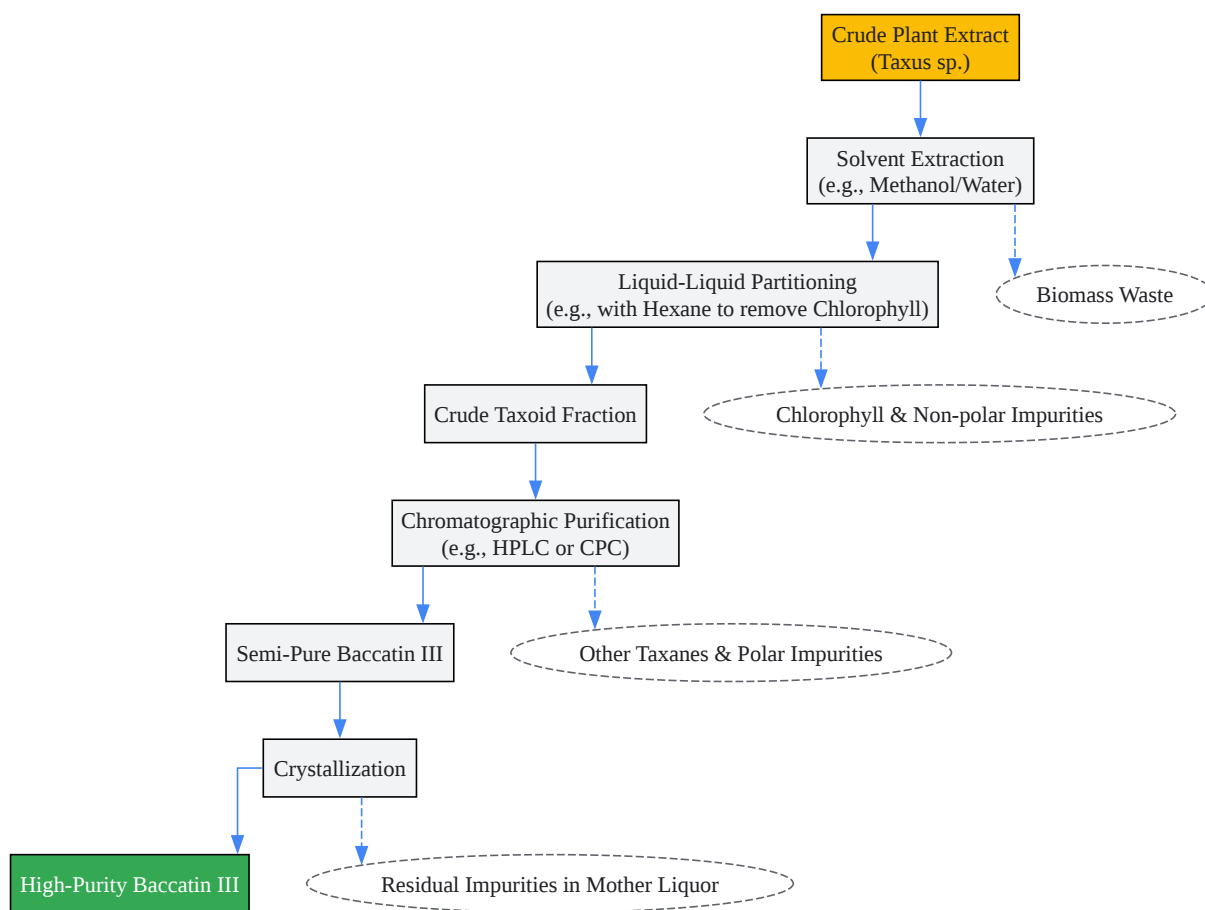 Crude Plant Extract
(Taxus sp.)
Solvent Extraction
(e.g., Methanol/Water)
Liquid-Liquid Partitioning
(e.g., with Hexane to remove Chlorophyll)
Biomass Waste
Crude Taxoid Fraction
Chlorophyll & Non-polar Impurities
Chromatographic Purification
(e.g., HPLC or CPC)
Semi-Pure Baccatin III
Other Taxanes & Polar Impurities
Crystallization
High-Purity Baccatin III
Residual Impurities in Mother Liquor